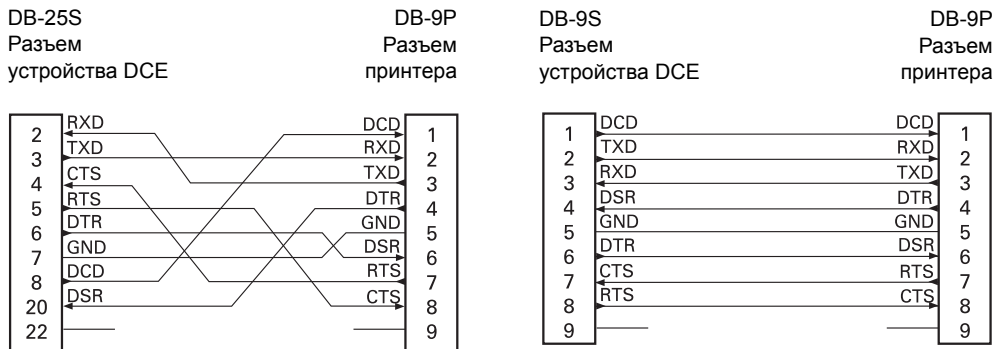 DB-25S
Разъем
устройства DCE
DB-9P
Разъем
принтера
2 RXD DCD 1
3 TXD RXD 2
4 CTS TXD 3
5 RTS DTR 4
6 DTR GND 5
7 GND DSR 6
8 DCD RTS 7
20 DSR CTS 8
22 9
DB-9S
Разъем
устройства DCE
DB-9P
Разъем
принтера
1 DCD DCD 1
2 TXD RXD 2
3 RXD TXD 3
4 DSR DTR 4
5 GND GND 5
6 DTR DSR 6
7 CTS RTS 7
8 RTS CTS 8
9 9